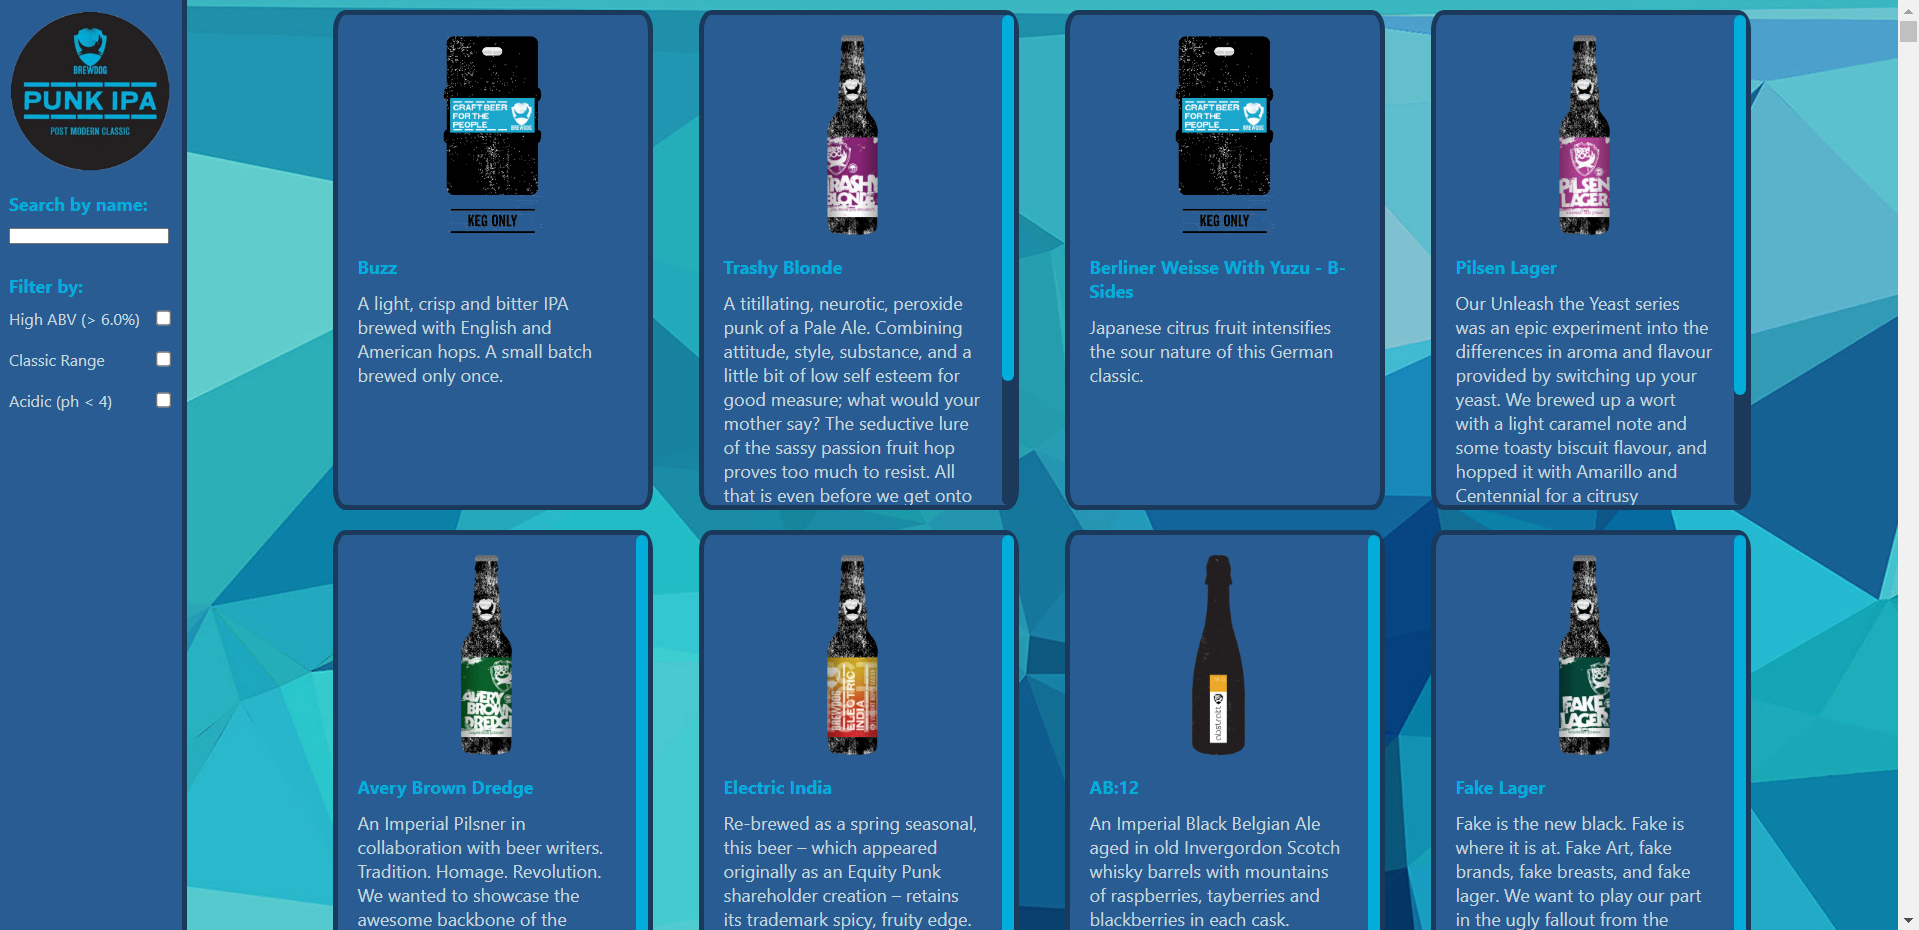 BREWDOG
PUNK IPA
POST MODERN CLASSIC
Search by name:
Filter by:
High ABV (> 6.0%)
Classic Range
Acidic (ph < 4)
CRAFT BEER
FOR THE
PEOPLE
BREWDOG
KEG ONLY
Buzz
A light, crisp and bitter IPA
brewed with English and
American hops. A small batch
brewed only once.
TRASHY
BLONDE
Trashy Blonde
A titillating, neurotic, peroxide
punk of a Pale Ale. Combining
attitude, style, substance, and a
little bit of low self esteem for
good measure; what would your
mother say? The seductive lure
of the sassy passion fruit hop
proves too much to resist. All
that is even before we get onto
CRAFT BEER
FOR THE
PEOPLE
BREWDOG
KEG ONLY
Berliner Weisse With Yuzu - B-
Sides
Japanese citrus fruit intensifies
the sour nature of this German
classic.
PILSEN
LAGER
Pilsen Lager
Our Unleash the Yeast series
was an epic experiment into the
differences in aroma and flavour
provided by switching up your
yeast. We brewed up a wort
with a light caramel note and
some toasty biscuit flavour, and
hopped it with Amarillo and
Centennial for a citrusy
AVERY
BROWN
DREDGE
Avery Brown Dredge
An Imperial Pilsner in
collaboration with beer writers.
Tradition. Homage. Revolution.
We wanted to showcase the
awesome backbone of the
BREWDOG
ELECTRIC
INDIA
Electric India
Re-brewed as a spring seasonal,
this beer – which appeared
originally as an Equity Punk
shareholder creation – retains
its trademark spicy, fruity edge.
abstrakt
AB:12
An Imperial Black Belgian Ale
aged in old Invergordon Scotch
whisky barrels with mountains
of raspberries, tayberries and
blackberries in each cask.
FAKE
LAGER
Fake Lager
Fake is the new black. Fake is
where it is at. Fake Art, fake
brands, fake breasts, and fake
lager. We want to play our part
in the ugly fallout from the